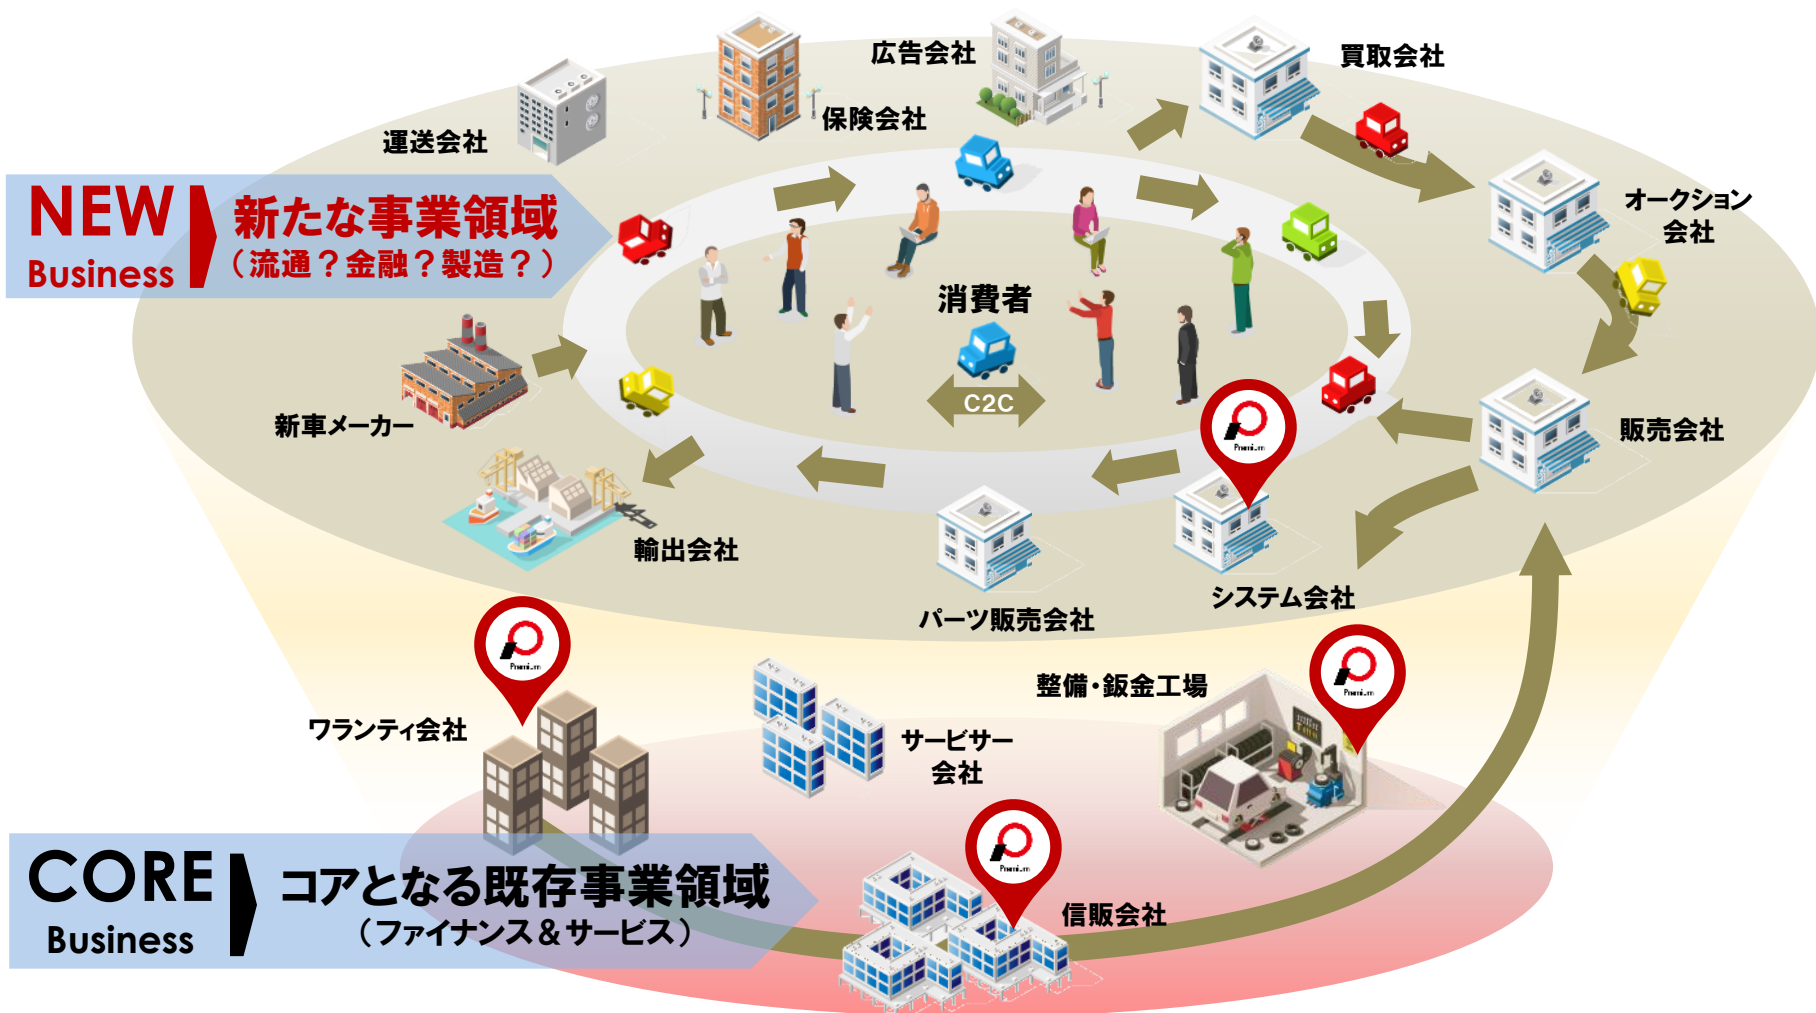 広告会社
買取会社
保険会社
運送会社
NEW
Business
新たな事業領域
（流通？金融？製造？）
オークション
会社
消費者
C2C
新車メーカー
販売会社
Premium
輸出会社
システム会社
パーツ販売会社
Premium
Premium
整備・鈑金工場
ワランティ会社
サービサー
会社
Premium
CORE
Business
コアとなる既存事業領域
（ファイナンス＆サービス）
信販会社